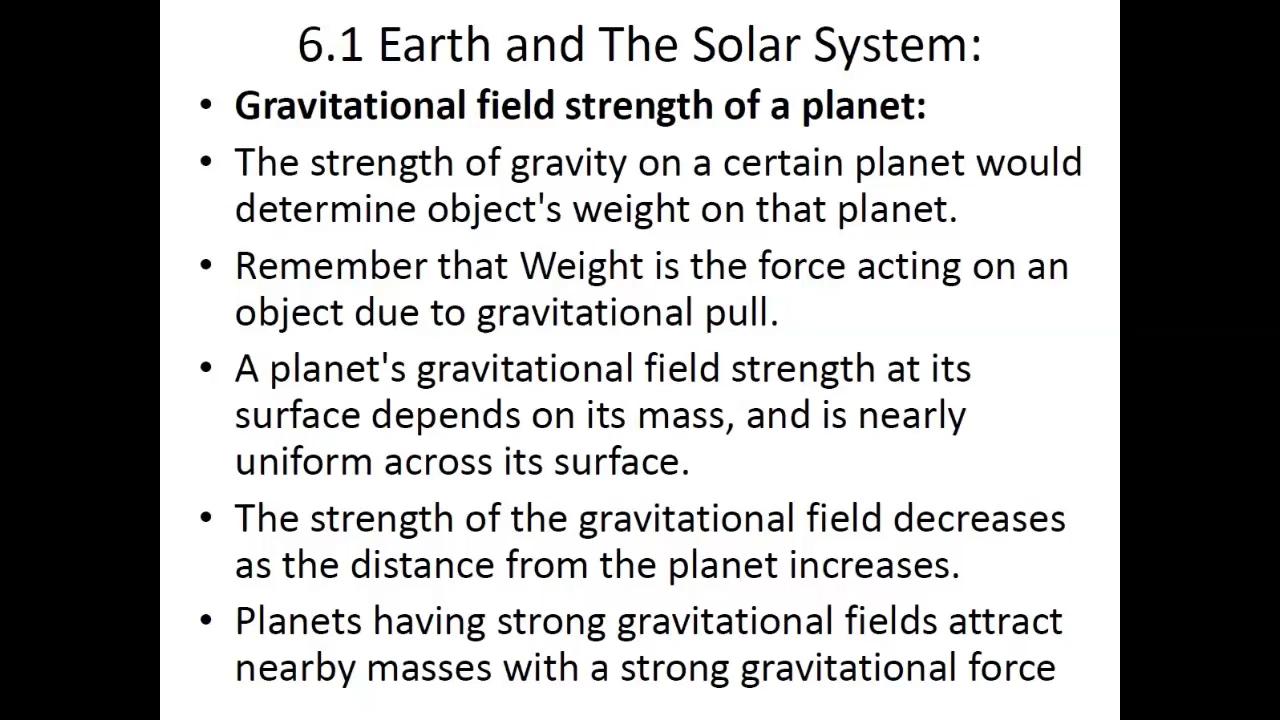 6.1 Earth and The Solar System:
• Gravitational field strength of a planet:
• The strength of gravity on a certain planet would
determine object's weight on that planet.
• Remember that Weight is the force acting on an
object due to gravitational pull.
• A planet's gravitational field strength at its
surface depends on its mass, and is nearly
uniform across its surface.
• The strength of the gravitational field decreases
as the distance from the planet increases.
• Planets having strong gravitational fields attract
nearby masses with a strong gravitational force